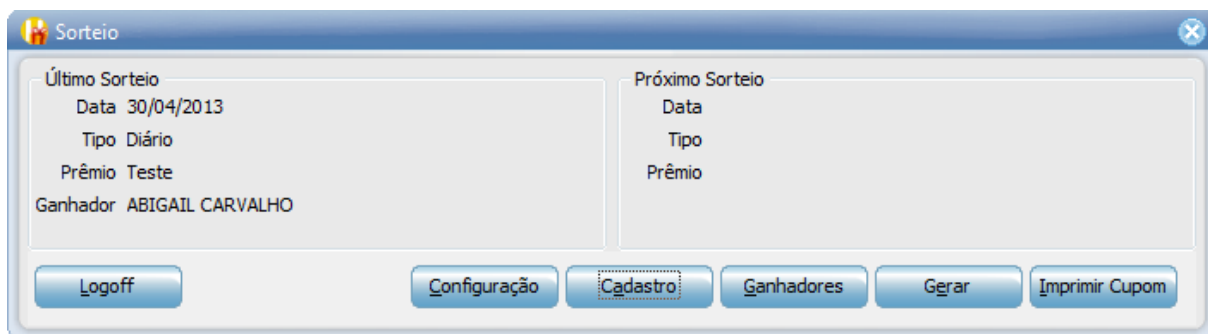 Sorteio
Último Sorteio
Data 30/04/2013
Tipo Diário
Prêmio Teste
Ganhador ABIGAIL CARVALHO
Próximo Sorteio
Data
Tipo
Prêmio
Logoff Configuração Cadastro Ganhadores Gerar Imprimir Cupom